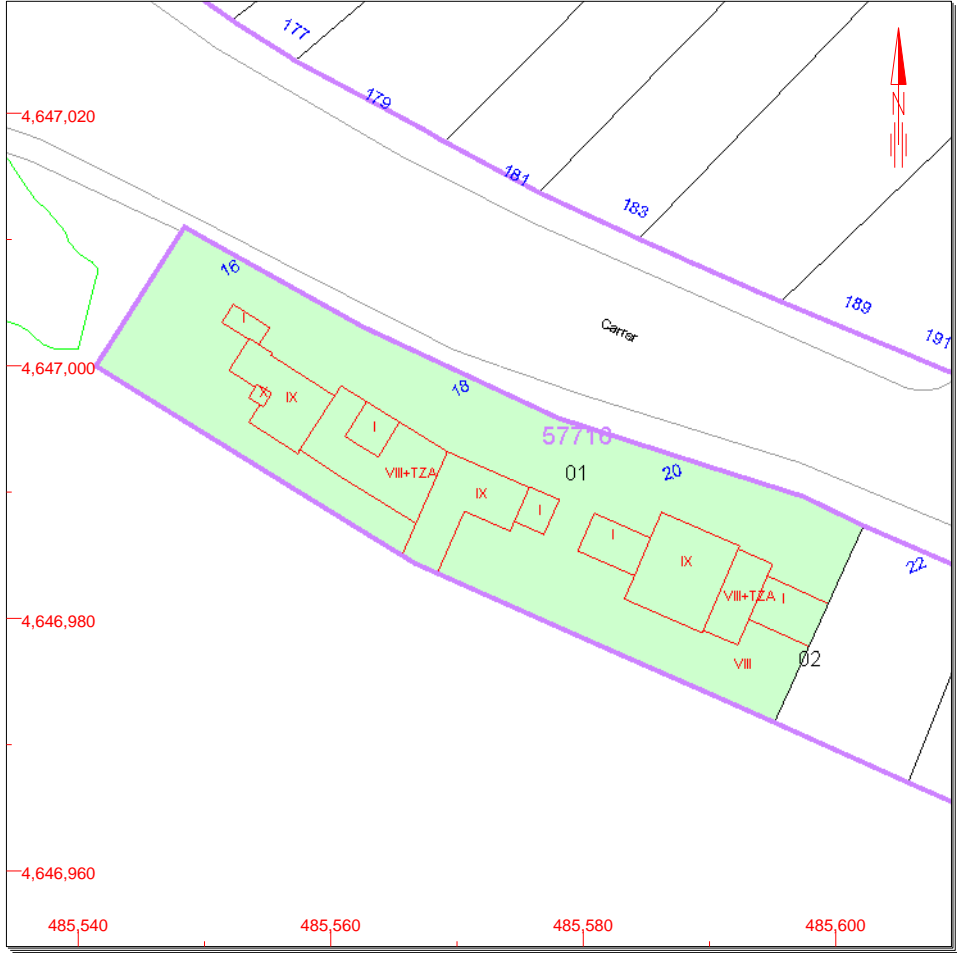 177
179
4,647,020
N
181
183
16
189
Carrer
191
I
4,647,000
18
IX
I
57718
01
20
VIII+TZA
IX
I
I
IX
22
VIII+TZA
I
4,646,980
VIII
02
4,646,960
485,540
485,560
485,580
485,600